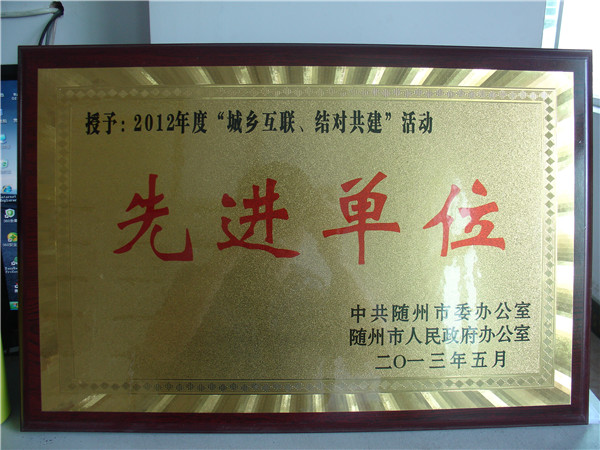 授予：2012年度“城乡互联、结对共建”活动
先进单位
中共随州市委办公室
随州市人民政府办公室
二〇一三年五月